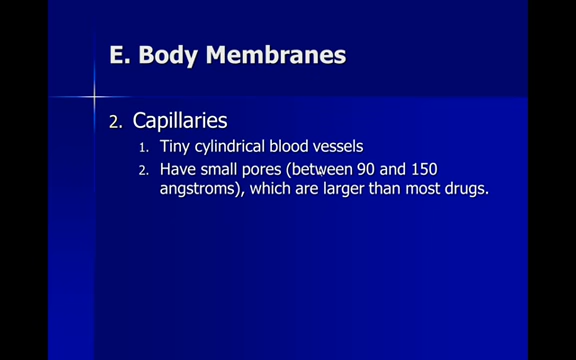 E. Body Membranes
2. Capillaries
1. Tiny cylindrical blood vessels
2. Have small pores (between 90 and 150
angstroms), which are larger than most drugs.